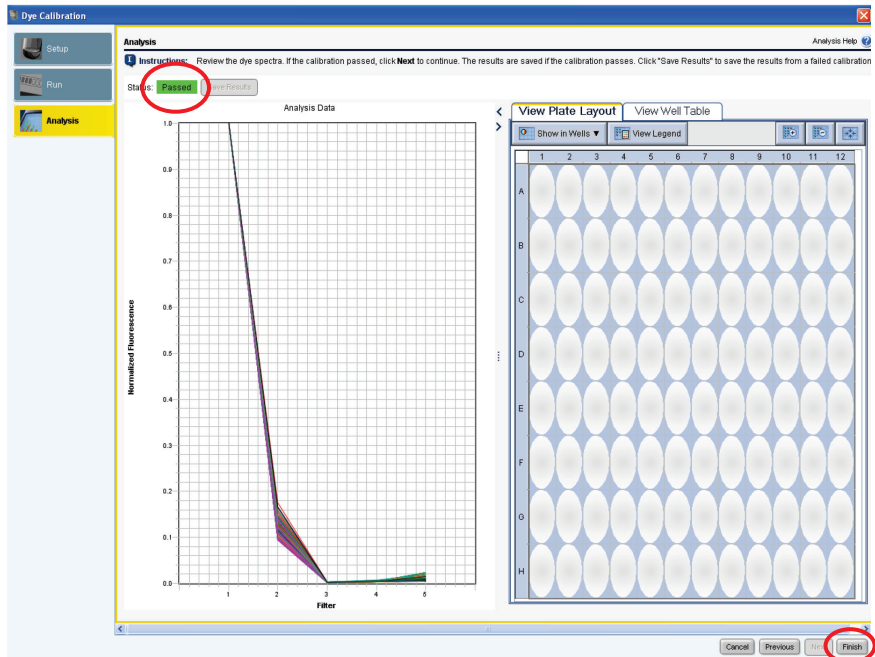 Dye Calibration
Setup
Run
Analysis
Analysis
Analysis Help
Instructions: Review the dye spectra. If the calibration passed, click Next to continue. The results are saved if the calibration passes. Click "Save Results" to save the results from a failed calibration
Status: Passed Save Results
Analysis Data
1.0
0.9
0.8
0.7
0.6
0.5
0.4
0.3
0.2
0.1
0.0
Normalized Fluorescence
1 2 3 4 5
Filter
View Plate Layout View Well Table
Show in Wells ▼ View Legend
1 2 3 4 5 6 7 8 9 10 11 12
A
B
C
D
E
F
G
H
Cancel Previous Next Finish